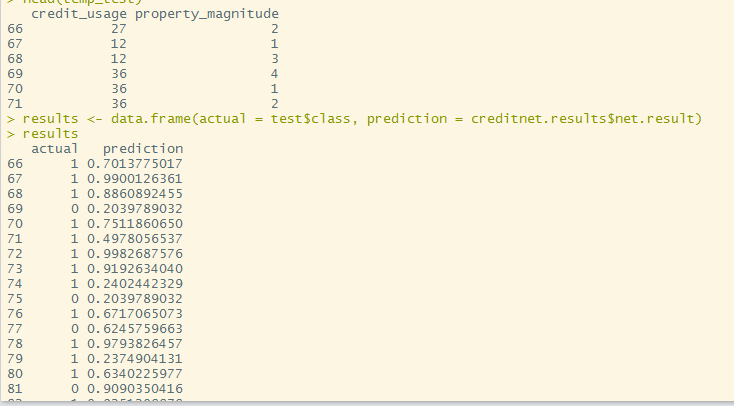 > head(temp_test)
   credit_usage property_magnitude
66           27                  2
67           12                  1
68           12                  3
69           36                  4
70           36                  1
71           36                  2
> results <- data.frame(actual = test$class, prediction = creditnet.results$net.result)
> results
   actual   prediction
66      1 0.7013775017
67      1 0.9900126361
68      1 0.8860892455
69      0 0.2039789032
70      1 0.7511860650
71      1 0.4978056537
72      1 0.9982687576
73      1 0.9192634040
74      1 0.2402442329
75      0 0.2039789032
76      1 0.6717065073
77      0 0.6245759663
78      1 0.9793826457
79      1 0.2374904131
80      1 0.6340225977
81      0 0.9090350416